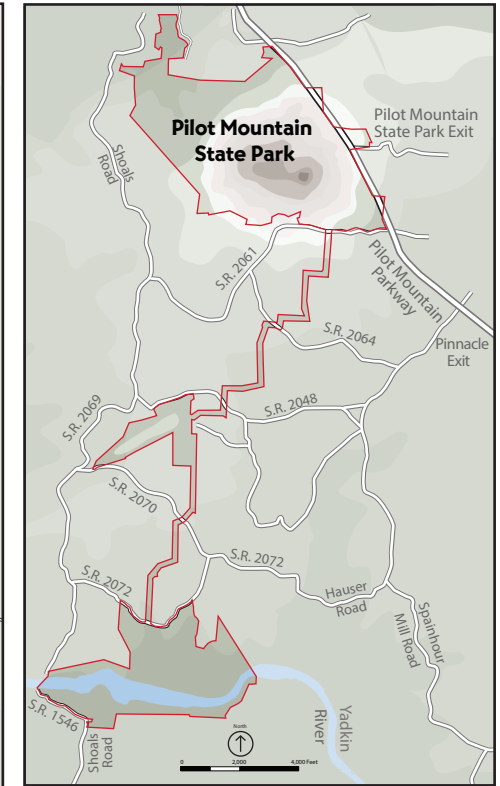 Pilot Mountain
State Park
Pilot Mountain
State Park Exit
Shoals
Road
S.R. 2061
Pilot Mountain
Parkway
S.R. 2064
Pinnacle
Exit
S.R. 2069
S.R. 2048
S.R. 2070
S.R. 2072
S.R. 2072
Hauser
Road
Spainhour
Mill Road
S.R. 1546
Shoals
Road
Yadkin
River
North
0 2,000 4,000 Feet